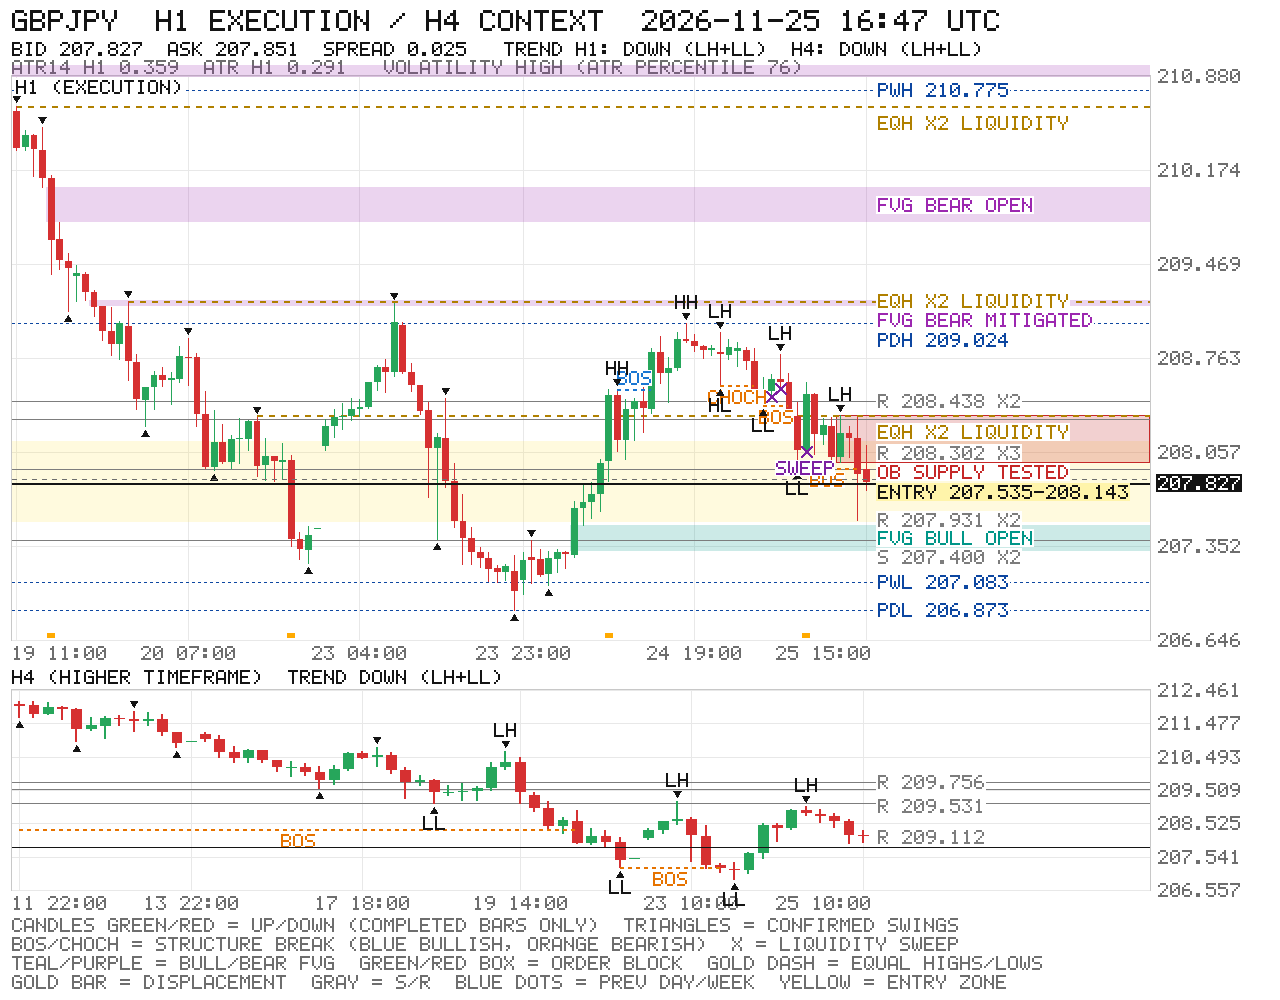 GBPJPY  H1 EXECUTION / H4 CONTEXT  2026-11-25 16:47 UTC
BID 207.827  ASK 207.851  SPREAD 0.025   TREND H1: DOWN (LH+LL)  H4: DOWN (LH+LL)
ATR14 H1 0.359  ATR H1 0.291   VOLATILITY HIGH (ATR PERCENTILE 76)
210.880
H1 (EXECUTION)
PWH 210.775
EQH X2 LIQUIDITY
210.174
FVG BEAR OPEN
209.469
EQH X2 LIQUIDITY
HH
LH
FVG BEAR MITIGATED
LH
PDH 209.024
208.763
HH
BOS
CHOCH
LH
R 208.438 X2
HL
BOS
LL
EQH X2 LIQUIDITY
R 208.302 X3
208.057
SWEEP
OB SUPPLY TESTED
BOS
LL
207.827
ENTRY 207.535-208.143
R 207.931 X2
FVG BULL OPEN
207.352
S 207.400 X2
PWL 207.083
PDL 206.873
206.646
19 11:00
20 07:00
23 04:00
23 23:00
24 19:00
25 15:00
H4 (HIGHER TIMEFRAME)  TREND DOWN (LH+LL)
212.461
211.477
LH
210.493
LH
LH
R 209.756
209.509
R 209.531
LL
208.525
BOS
R 209.112
207.541
BOS
LL
206.557
LL
11 22:00
13 22:00
17 18:00
19 14:00
23 10:00
25 10:00
CANDLES GREEN/RED = UP/DOWN (COMPLETED BARS ONLY)  TRIANGLES = CONFIRMED SWINGS
BOS/CHOCH = STRUCTURE BREAK (BLUE BULLISH, ORANGE BEARISH)  X = LIQUIDITY SWEEP
TEAL/PURPLE = BULL/BEAR FVG  GREEN/RED BOX = ORDER BLOCK  GOLD DASH = EQUAL HIGHS/LOWS
GOLD BAR = DISPLACEMENT  GRAY = S/R  BLUE DOTS = PREV DAY/WEEK  YELLOW = ENTRY ZONE